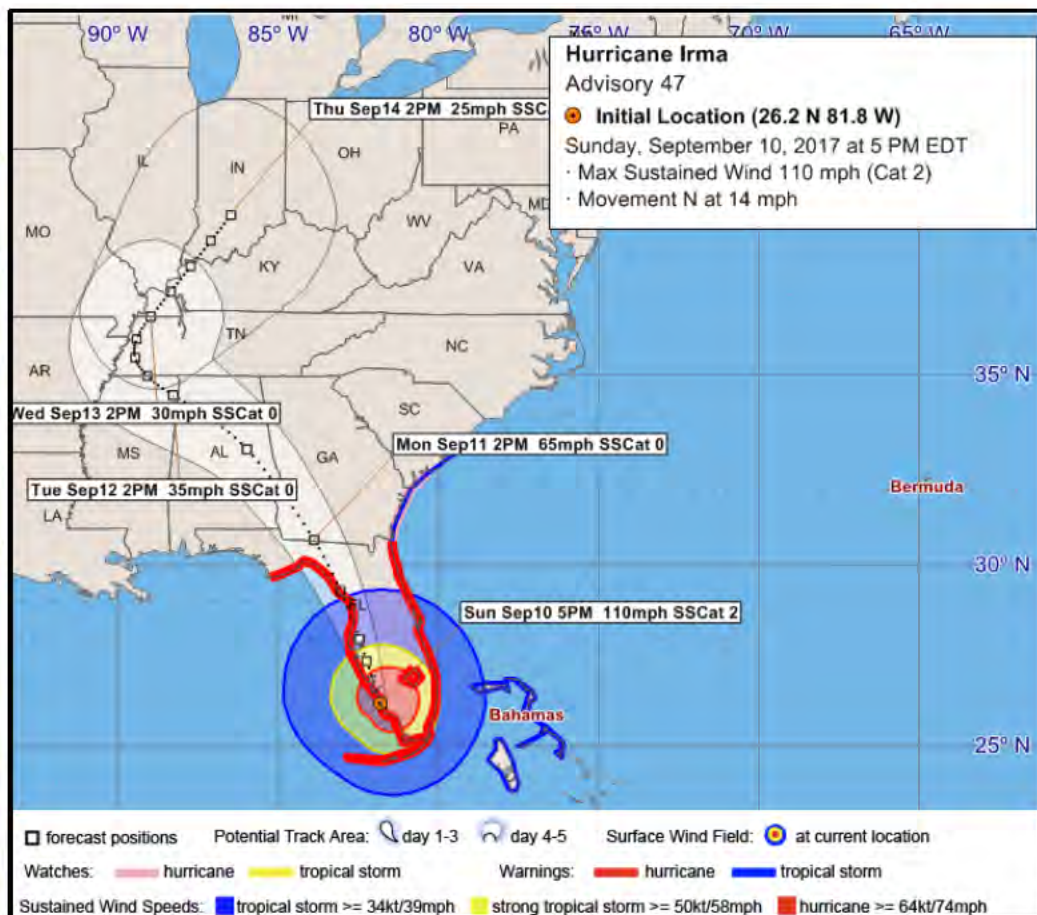 90° W
85° W
80° W
75° W
70° W
65° W
Hurricane Irma
Advisory 47
Initial Location (26.2 N 81.8 W)
Sunday, September 10, 2017 at 5 PM EDT
· Max Sustained Wind 110 mph (Cat 2)
· Movement N at 14 mph
MI
Thu Sep14 2PM 25mph SSCa
PA
IL
IN
OH
MD
MO
WV
KY
VA
TN
NC
AR
35° N
SC
Wed Sep13 2PM 30mph SSCat 0
MS
AL
GA
Mon Sep11 2PM 65mph SSCat 0
Tue Sep12 2PM 35mph SSCat 0
Bermuda
LA
30° N
FL
Sun Sep10 5PM 110mph SSCat 2
Bahamas
25° N
forecast positions Potential Track Area: day 1-3 day 4-5 Surface Wind Field: at current location
Watches: hurricane tropical storm Warnings: hurricane tropical storm
Sustained Wind Speeds: tropical storm >= 34kt/39mph strong tropical storm >= 50kt/58mph hurricane >= 64kt/74mph